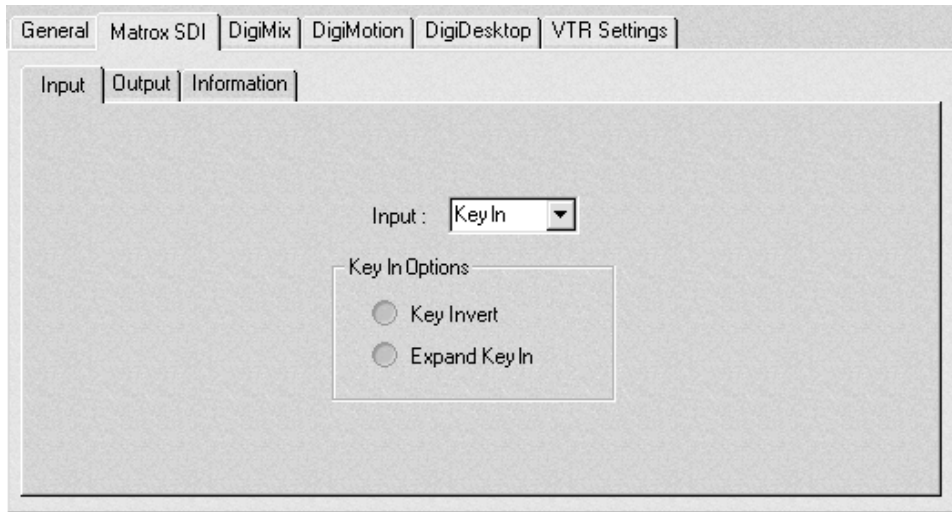 General Matrox SDI DigiMix DigiMotion DigiDesktop VTR Settings
Input Output Information
Input : Key In
Key In Options
Key Invert
Expand Key In